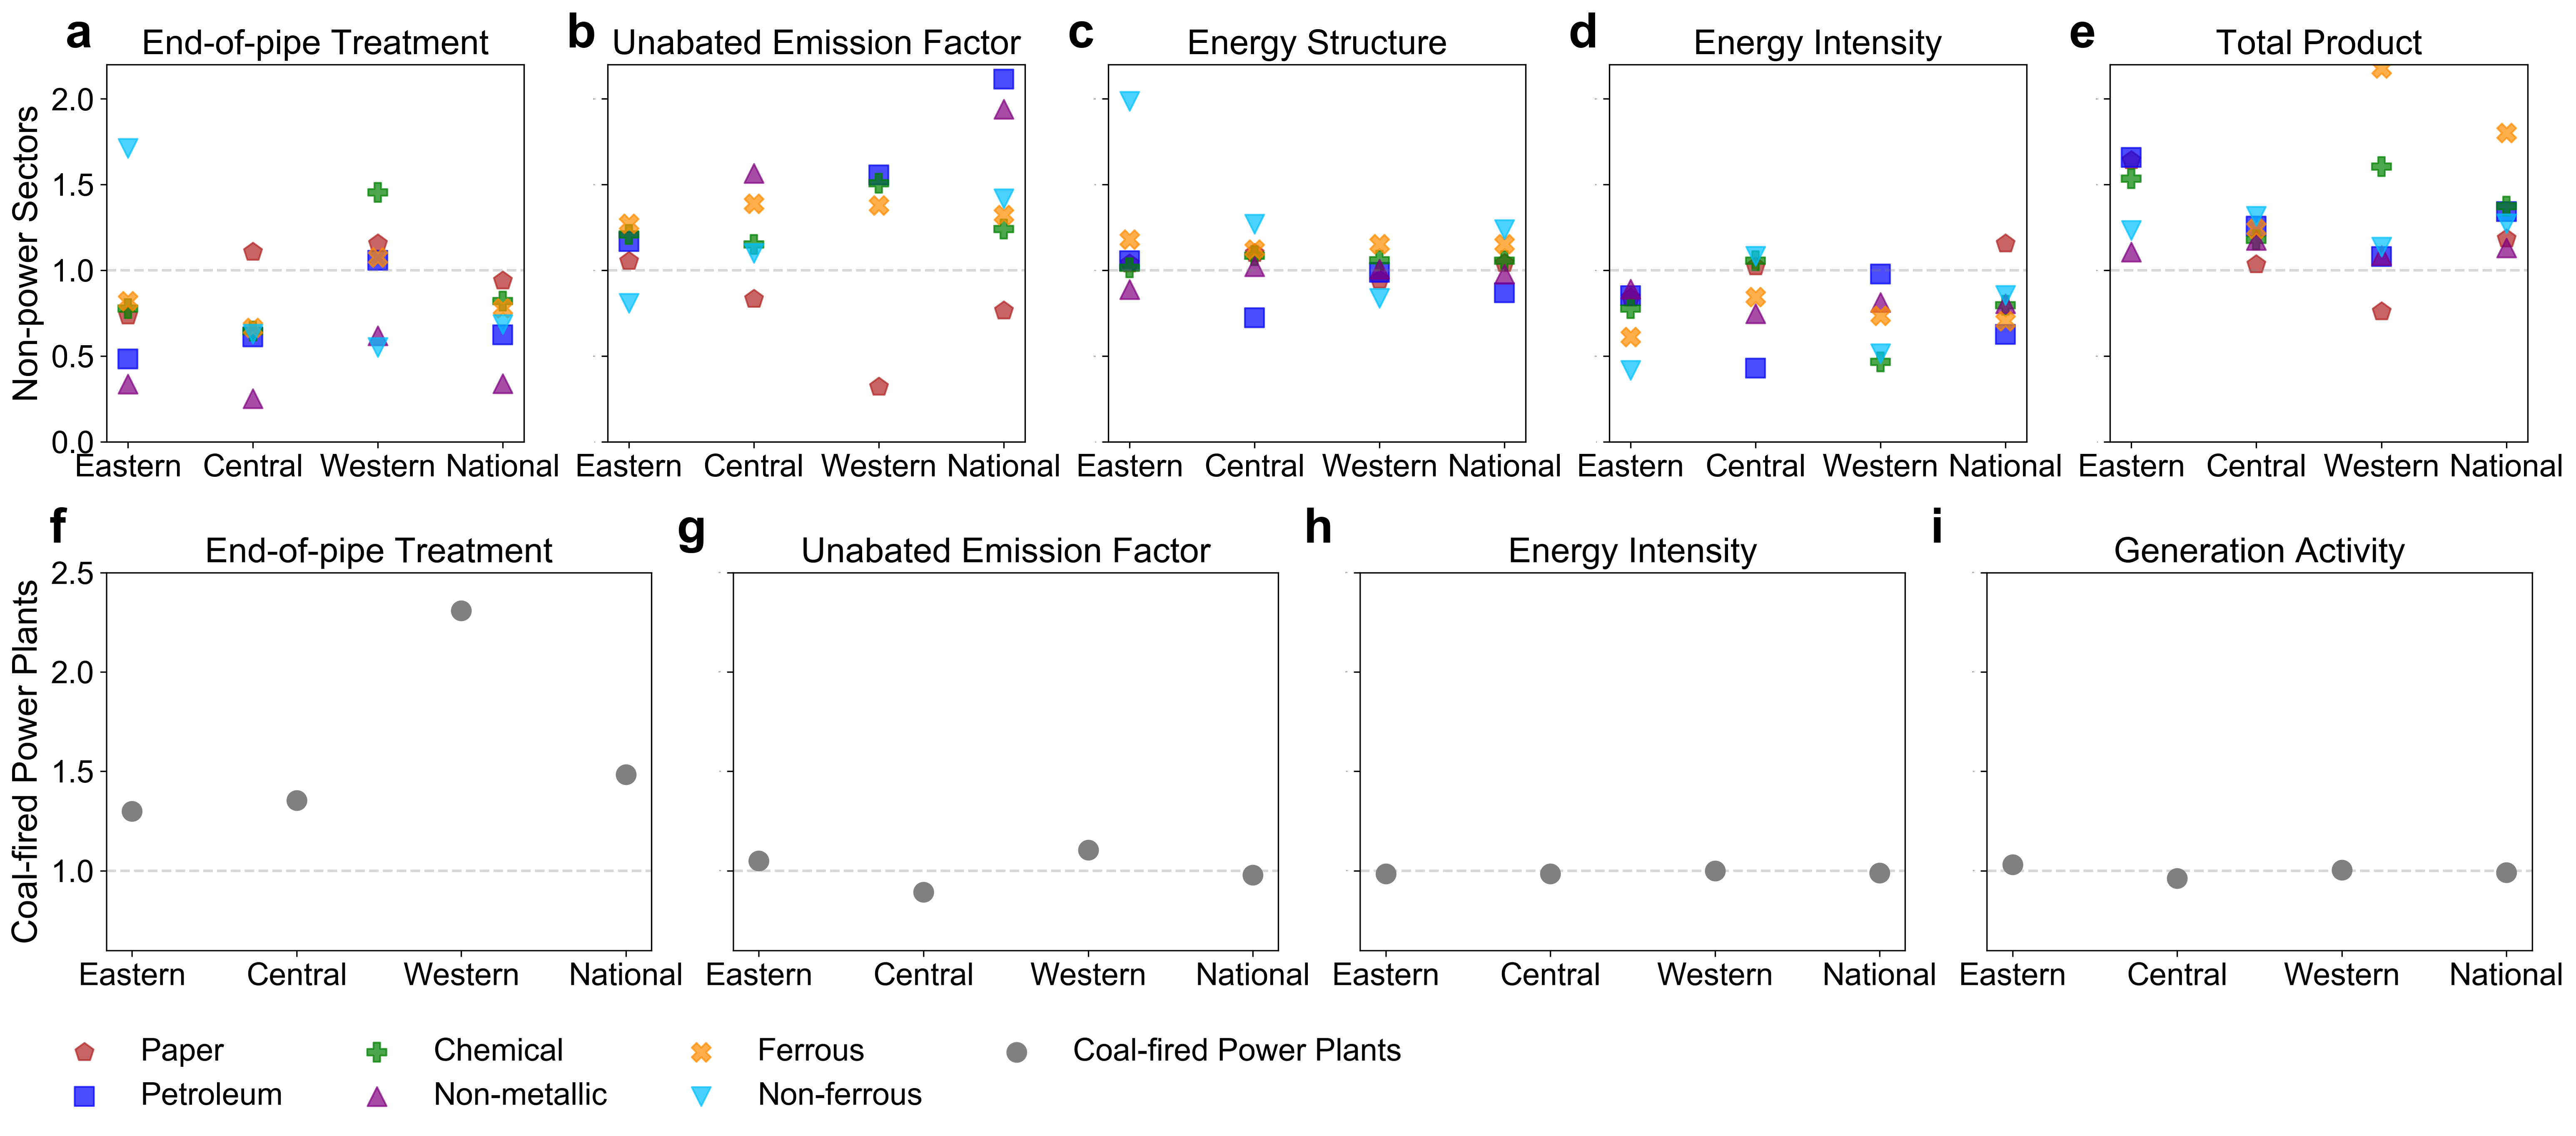 a End-of-pipe Treatment
b Unabated Emission Factor
c Energy Structure
d Energy Intensity
e Total Product
Non-power Sectors
2.0
1.5
1.0
0.5
0.0
Eastern Central Western National
Eastern Central Western National
Eastern Central Western National
Eastern Central Western National
Eastern Central Western National
f End-of-pipe Treatment
g Unabated Emission Factor
h Energy Intensity
i Generation Activity
Coal-fired Power Plants
2.5
2.0
1.5
1.0
Eastern Central Western National
Eastern Central Western National
Eastern Central Western National
Eastern Central Western National
Paper Chemical Ferrous Coal-fired Power Plants
Petroleum Non-metallic Non-ferrous